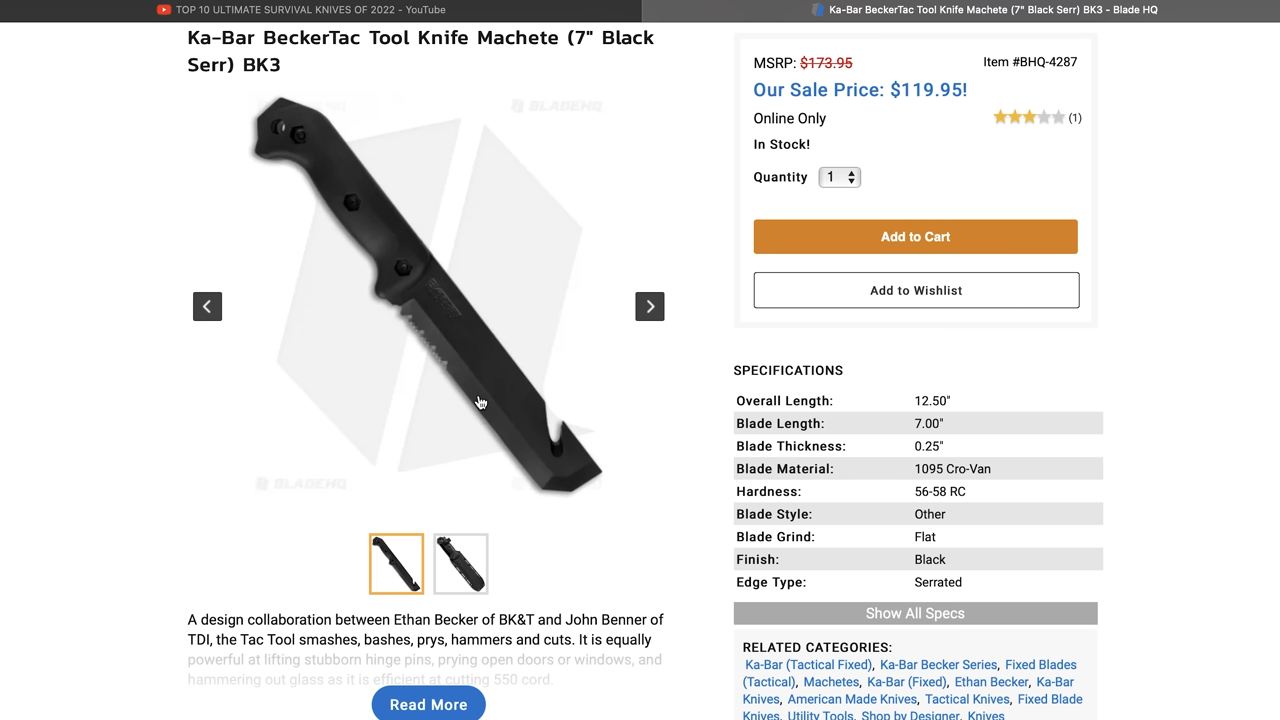 TOP 10 ULTIMATE SURVIVAL KNIVES OF 2022 - YouTube
Ka-Bar BeckerTac Tool Knife Machete (7" Black Serr) BK3 - Blade HQ
Ka-Bar BeckerTac Tool Knife Machete (7" Black
Serr) BK3
BLADEHQ
BLADEHQ
MSRP: $173.95
Item #BHQ-4287
Our Sale Price: $119.95!
Online Only
(1)
In Stock!
Quantity 1
Add to Cart
Add to Wishlist
SPECIFICATIONS
Overall Length: 12.50"
Blade Length: 7.00"
Blade Thickness: 0.25"
Blade Material: 1095 Cro-Van
Hardness: 56-58 RC
Blade Style: Other
Blade Grind: Flat
Finish: Black
Edge Type: Serrated
Show All Specs
RELATED CATEGORIES:
Ka-Bar (Tactical Fixed), Ka-Bar Becker Series, Fixed Blades
(Tactical), Machetes, Ka-Bar (Fixed), Ethan Becker, Ka-Bar
Knives, American Made Knives, Tactical Knives, Fixed Blade
Knives, Utility Tools, Shop by Designer, Knives
A design collaboration between Ethan Becker of BK&T and John Benner of
TDI, the Tac Tool smashes, bashes, prys, hammers and cuts. It is equally
powerful at lifting stubborn hinge pins, prying open doors or windows, and
hammering out glass as it is efficient at cutting 550 cord.
Read More